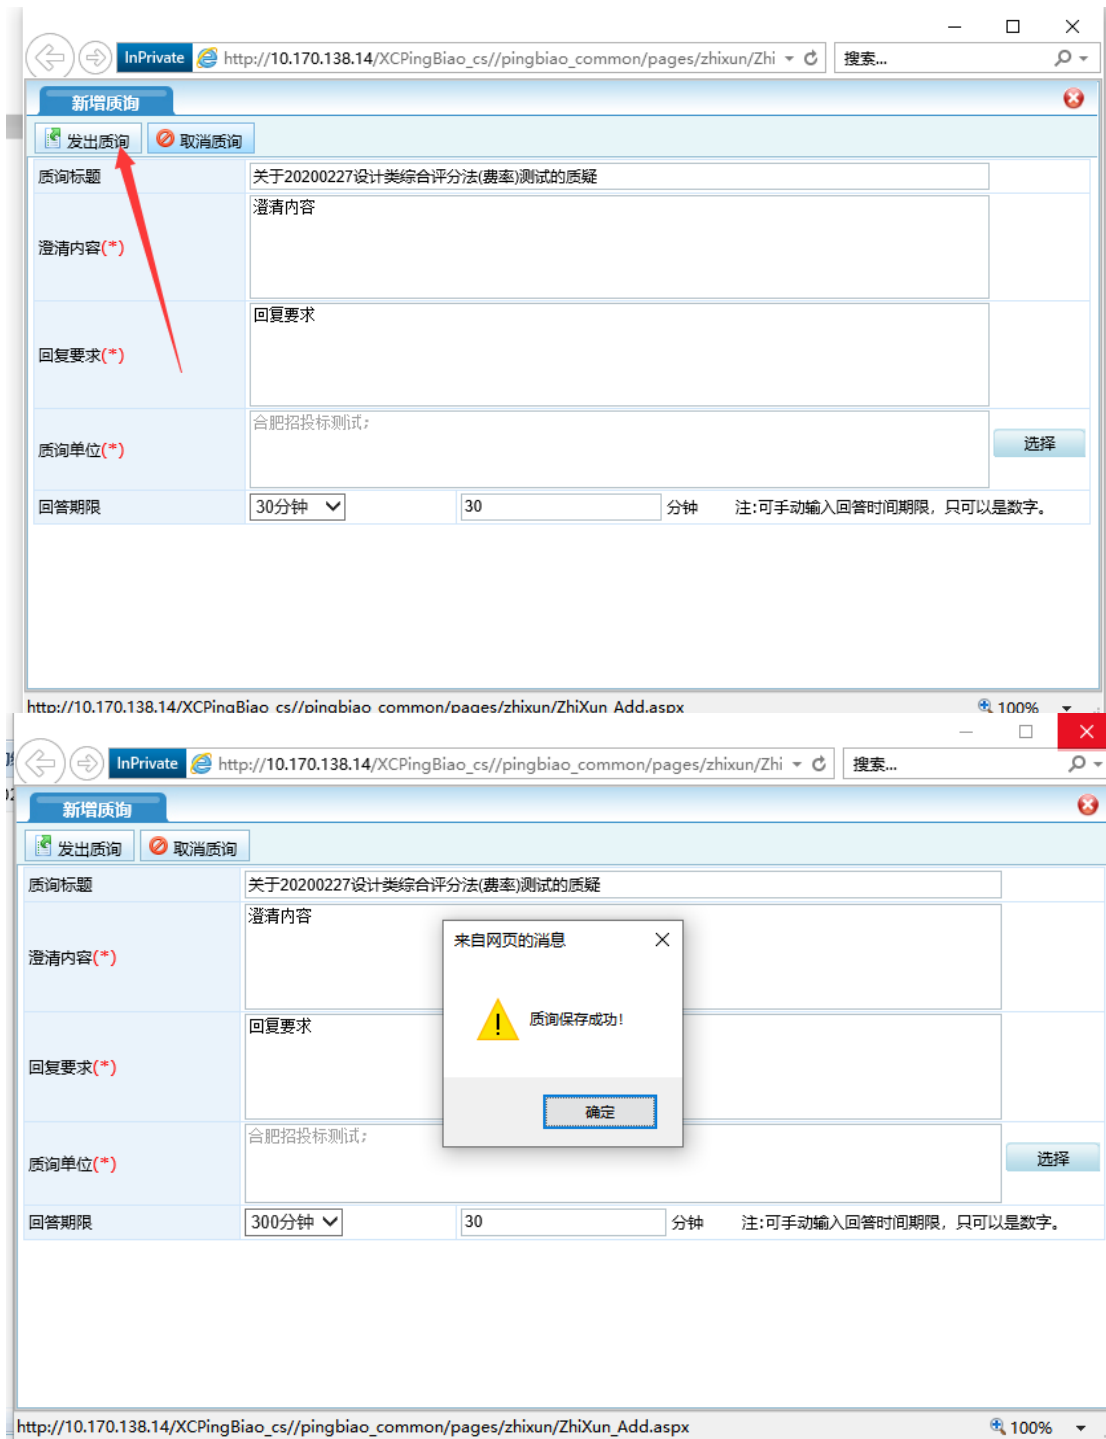 InPrivate http://10.170.138.14/XCPingBiao_cs//pingbiao_common/pages/zhixun/Zhi 搜索...
新增质询
发出质询 取消质询
质询标题 关于20200227设计类综合评分法(费率)测试的质疑
澄清内容
澄清内容(*)
回复要求
回复要求(*)
合肥招投标测试;
质询单位(*) 选择
回答期限 30分钟 30 分钟 注:可手动输入回答时间期限，只可以是数字。
http://10.170.138.14/XCPingBiao_cs//pingbiao_common/pages/zhixun/ZhiXun_Add.aspx 100%
InPrivate http://10.170.138.14/XCPingBiao_cs//pingbiao_common/pages/zhixun/Zhi 搜索...
新增质询
发出质询 取消质询
质询标题 关于20200227设计类综合评分法(费率)测试的质疑
澄清内容
来自网页的消息
澄清内容(*)
质询保存成功!
回复要求
回复要求(*)
确定
合肥招投标测试;
质询单位(*) 选择
回答期限 300分钟 30 分钟 注:可手动输入回答时间期限，只可以是数字。
http://10.170.138.14/XCPingBiao_cs//pingbiao_common/pages/zhixun/ZhiXun_Add.aspx 100%